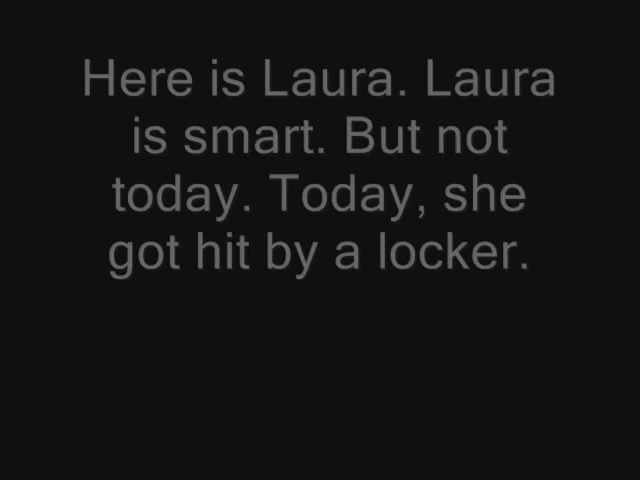 Here is Laura. Laura
is smart. But not
today. Today, she
got hit by a locker.